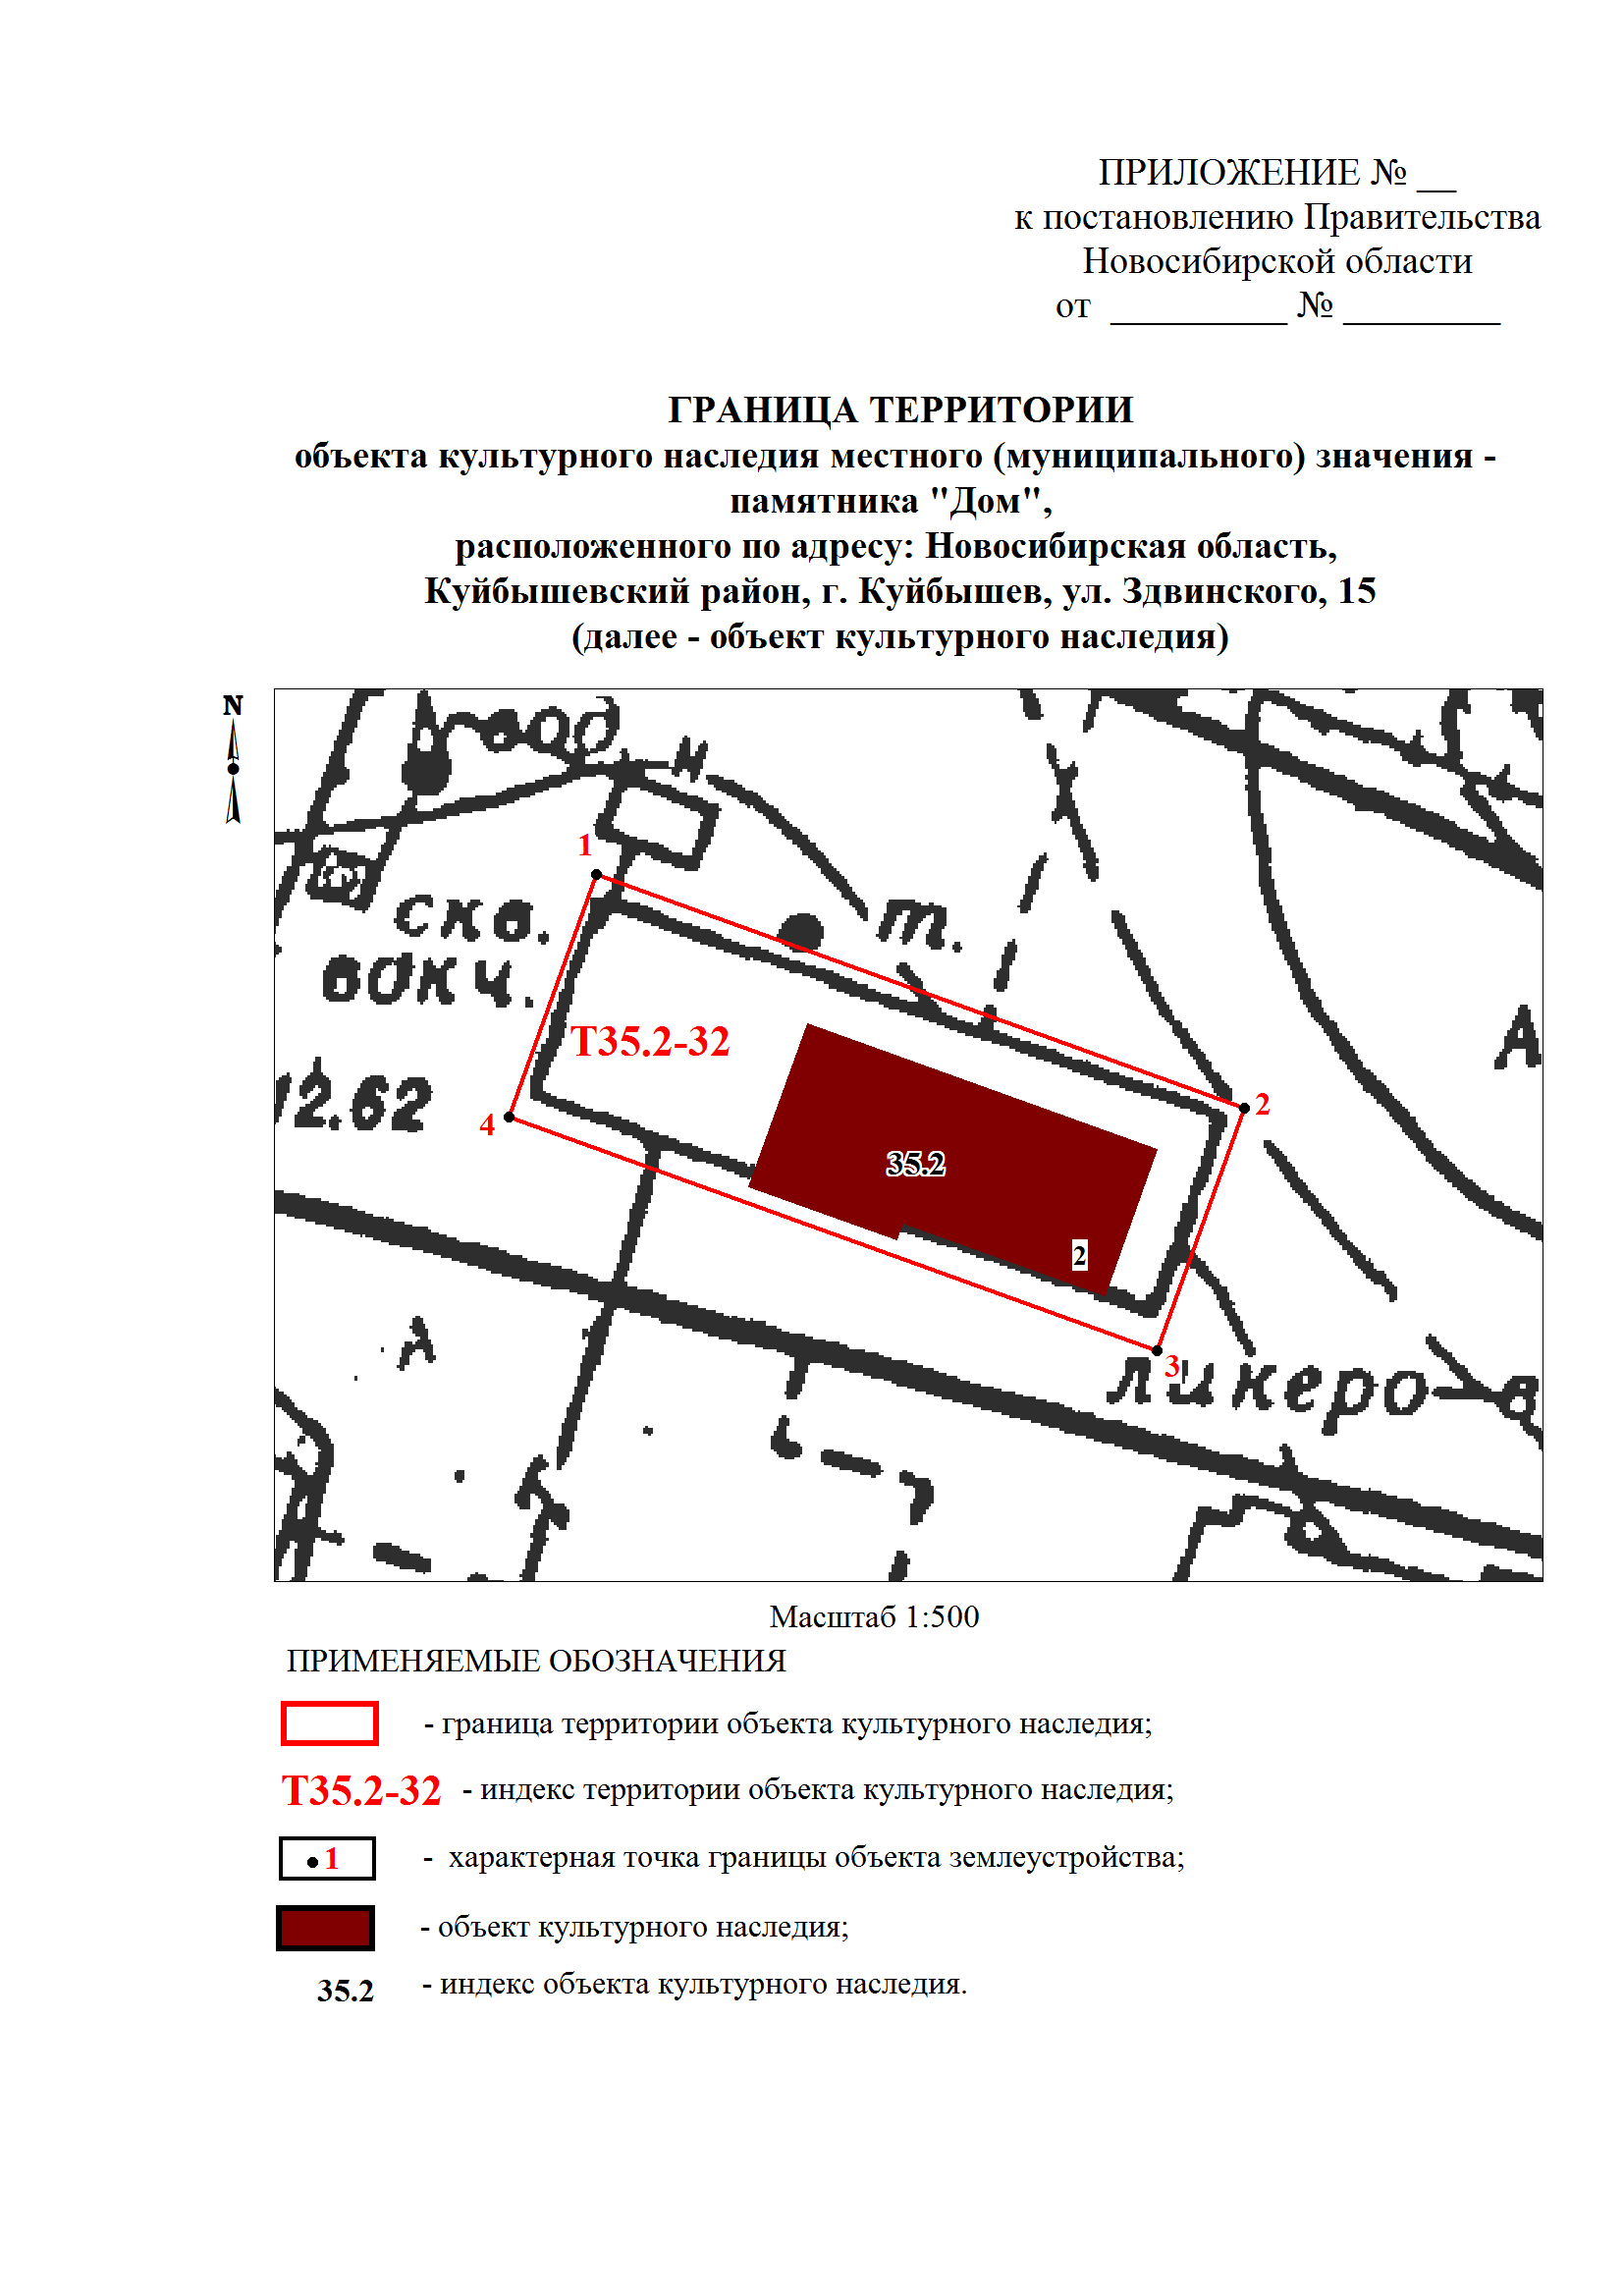 ПРИЛОЖЕНИЕ № __
к постановлению Правительства
Новосибирской области
от _________ № ________
ГРАНИЦА ТЕРРИТОРИИ
объекта культурного наследия местного (муниципального) значения -
памятника "Дом",
расположенного по адресу: Новосибирская область,
Куйбышевский район, г. Куйбышев, ул. Здвинского, 15
(далее - объект культурного наследия)
N
1
скв.
т.
вокч.
Т35.2-32
А
12.62
2
4
35.2
2
А
3
ликеро-в
Масштаб 1:500
ПРИМЕНЯЕМЫЕ ОБОЗНАЧЕНИЯ
- граница территории объекта культурного наследия;
Т35.2-32 - индекс территории объекта культурного наследия;
1 - характерная точка границы объекта землеустройства;
- объект культурного наследия;
35.2 - индекс объекта культурного наследия.